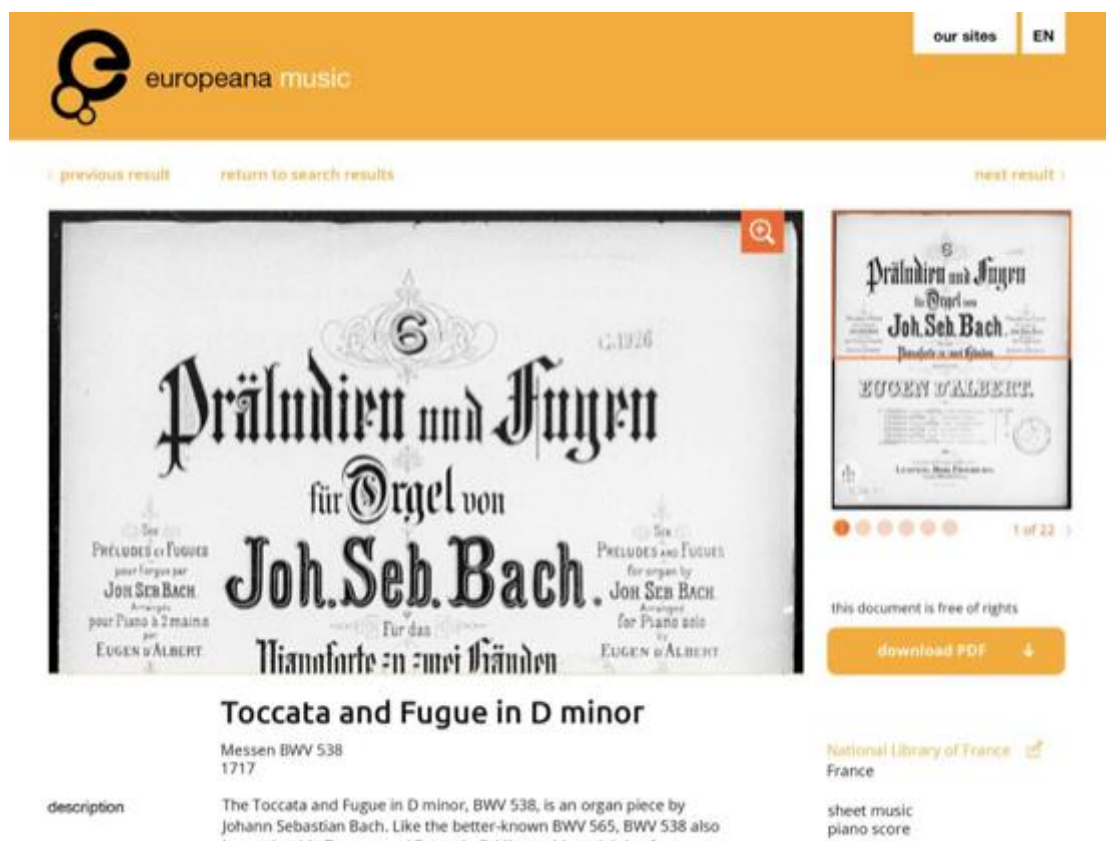 our sites EN
europeana music
previous result return to search results next result
6
C.1926
Präludien und Fugen
für Orgel von
Joh. Seb. Bach.
Six
PRÉLUDES ET FUGUES
pour l'orgue par
JOH SEB BACH
Arrangés
pour Piano à 2 mains
par
EUGEN D'ALBERT
Für das
Pianoforte zu zwei Händen
Six
PRELUDES AND FUGUES
for organ by
JOH SEB BACH
Arranged
for Piano solo
by
EUGEN D'ALBERT
6
Präludien und Fugen
für Orgel von
Joh. Seb. Bach.
Pianoforte zu zwei Händen
EUGEN D'ALBERT.
1 of 22
this document is free of rights
download PDF
Toccata and Fugue in D minor
Messen BWV 538
1717
National Library of France
France
description
The Toccata and Fugue in D minor, BWV 538, is an organ piece by
Johann Sebastian Bach. Like the better-known BWV 565, BWV 538 also
sheet music
piano score